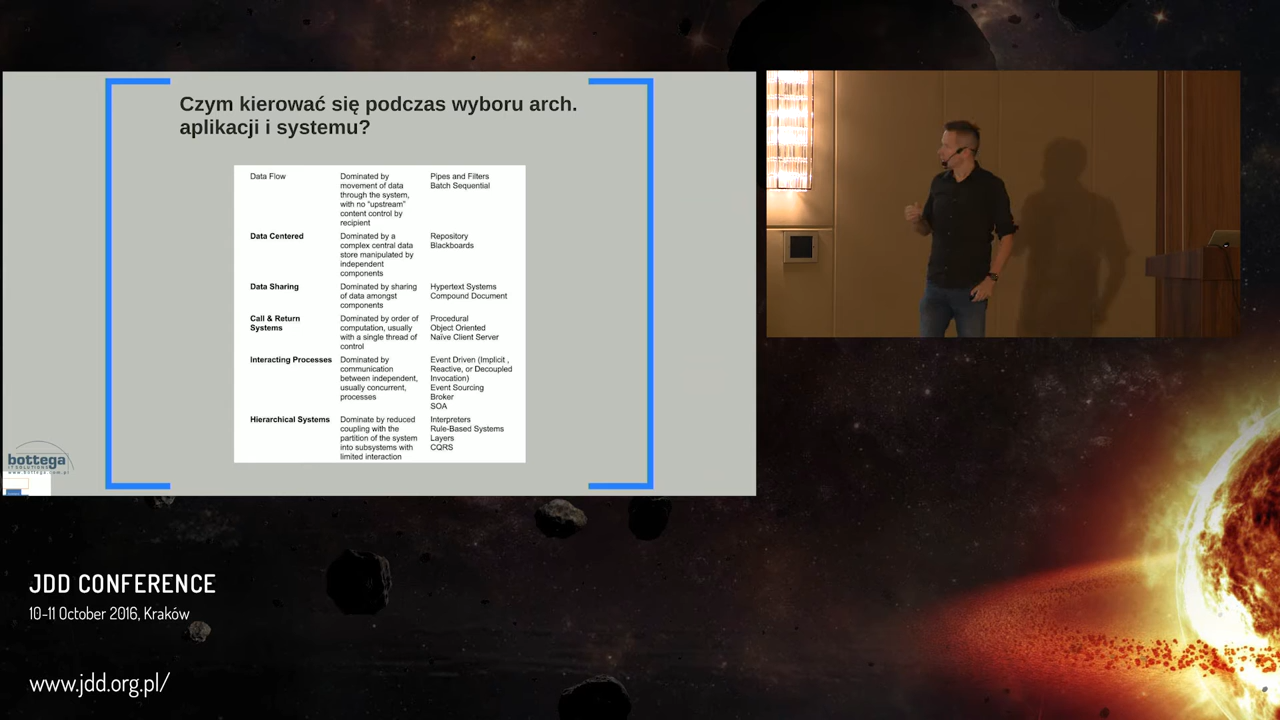 Czym kierować się podczas wyboru arch.
aplikacji i systemu?
Data Flow
Dominated by
movement of data
through the system,
with no "upstream"
content control by
recipient
Pipes and Filters
Batch Sequential
Data Centered
Dominated by a
complex central data
store manipulated by
independent
components
Repository
Blackboards
Data Sharing
Dominated by sharing
of data amongst
components
Hypertext Systems
Compound Document
Call & Return
Systems
Dominated by order of
computation, usually
with a single thread of
control
Procedural
Object Oriented
Naïve Client Server
Interacting Processes
Dominated by
communication
between independent,
usually concurrent,
processes
Event Driven (Implicit ,
Reactive, or Decoupled
Invocation)
Event Sourcing
Broker
SOA
Hierarchical Systems
Dominate by reduced
coupling with the
partition of the system
into subsystems with
limited interaction
Interpreters
Rule-Based Systems
Layers
CQRS
bottega
IT SOLUTIONS
www.bottega.com.pl
JDD CONFERENCE
10-11 October 2016, Kraków
www.jdd.org.pl/